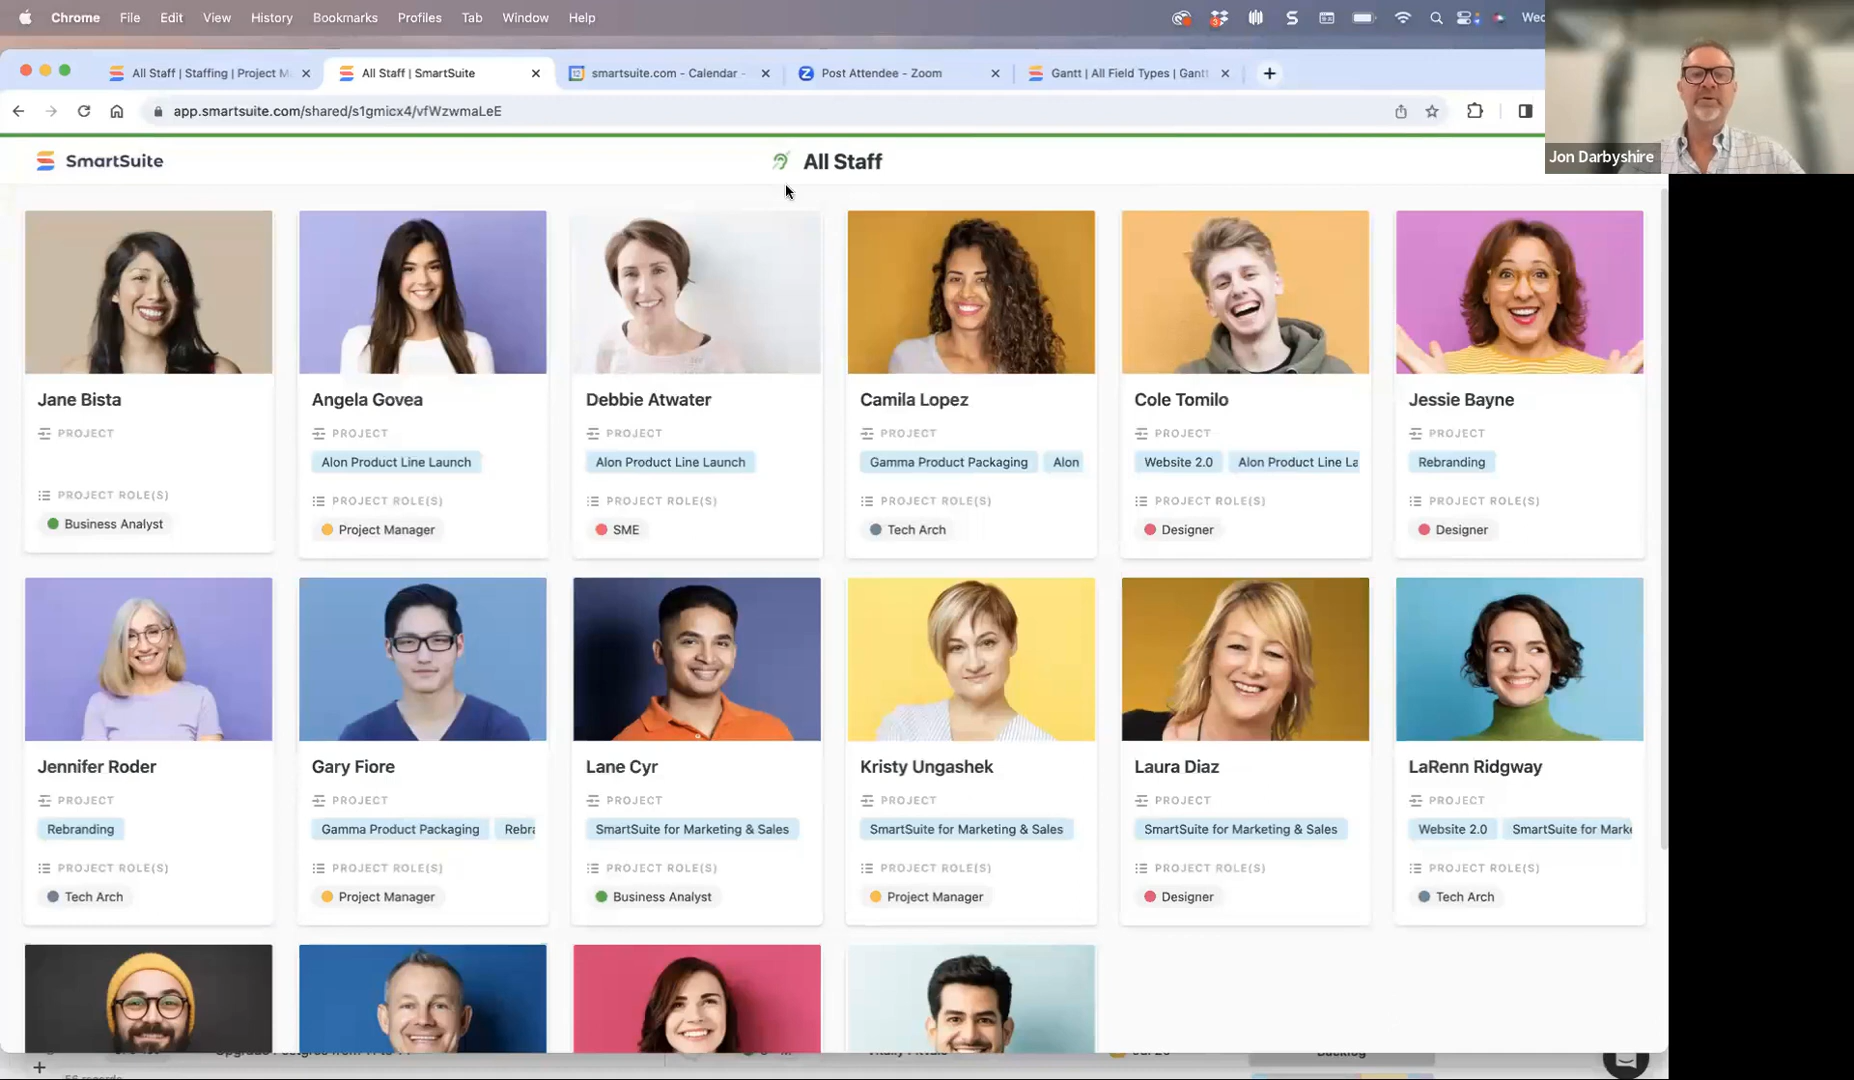 Chrome File Edit View History Bookmarks Profiles Tab Window Help
All Staff | Staffing | Project M
All Staff | SmartSuite
smartsuite.com - Calendar -
Post Attendee - Zoom
Gantt | All Field Types | Gantt
app.smartsuite.com/shared/s1gmicx4/vfWzwmaLeE
Jon Darbyshire
SmartSuite
All Staff
Jane Bista
PROJECT
PROJECT ROLE(S)
Business Analyst
Angela Govea
PROJECT
Alon Product Line Launch
PROJECT ROLE(S)
Project Manager
Debbie Atwater
PROJECT
Alon Product Line Launch
PROJECT ROLE(S)
SME
Camila Lopez
PROJECT
Gamma Product Packaging Alon
PROJECT ROLE(S)
Tech Arch
Cole Tomilo
PROJECT
Website 2.0 Alon Product Line La
PROJECT ROLE(S)
Designer
Jessie Bayne
PROJECT
Rebranding
PROJECT ROLE(S)
Designer
Jennifer Roder
PROJECT
Rebranding
PROJECT ROLE(S)
Tech Arch
Gary Fiore
PROJECT
Gamma Product Packaging Rebra
PROJECT ROLE(S)
Project Manager
Lane Cyr
PROJECT
SmartSuite for Marketing & Sales
PROJECT ROLE(S)
Business Analyst
Kristy Ungashek
PROJECT
SmartSuite for Marketing & Sales
PROJECT ROLE(S)
Project Manager
Laura Diaz
PROJECT
SmartSuite for Marketing & Sales
PROJECT ROLE(S)
Designer
LaRenn Ridgway
PROJECT
Website 2.0 SmartSuite for Marke
PROJECT ROLE(S)
Tech Arch